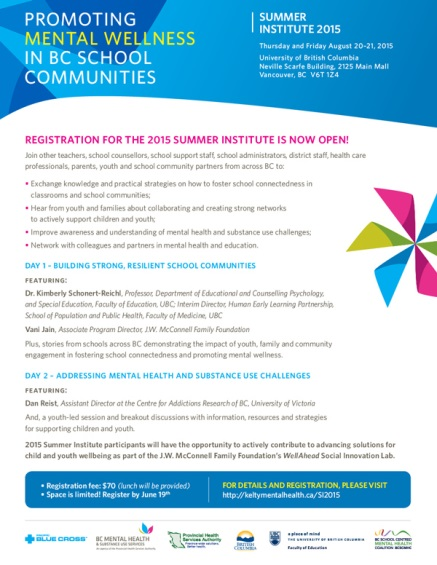 PROMOTING
MENTAL WELLNESS
IN BC SCHOOL
COMMUNITIES
SUMMER
INSTITUTE 2015
Thursday and Friday August 20–21, 2015
University of British Columbia
Neville Scarfe Building, 2125 Main Mall
Vancouver, BC V6T 1Z4
REGISTRATION FOR THE 2015 SUMMER INSTITUTE IS NOW OPEN!
Join other teachers, school counsellors, school support staff, school administrators, district staff, health care
professionals, parents, youth and school community partners from across BC to:
• Exchange knowledge and practical strategies on how to foster school connectedness in
classrooms and school communities;
• Hear from youth and families about collaborating and creating strong networks
to actively support children and youth;
• Improve awareness and understanding of mental health and substance use challenges;
• Network with colleagues and partners in mental health and education.
DAY 1 – BUILDING STRONG, RESILIENT SCHOOL COMMUNITIES
FEATURING:
Dr. Kimberly Schonert-Reichl, Professor, Department of Educational and Counselling Psychology,
and Special Education, Faculty of Education, UBC; Interim Director, Human Early Learning Partnership,
School of Population and Public Health, Faculty of Medicine, UBC
Vani Jain, Associate Program Director, J.W. McConnell Family Foundation
Plus, stories from schools across BC demonstrating the impact of youth, family and community
engagement in fostering school connectedness and promoting mental wellness.
DAY 2 – ADDRESSING MENTAL HEALTH AND SUBSTANCE USE CHALLENGES
FEATURING:
Dan Reist, Assistant Director at the Centre for Addictions Research of BC, University of Victoria
And, a youth-led session and breakout discussions with information, resources and strategies
for supporting children and youth.
2015 Summer Institute participants will have the opportunity to actively contribute to advancing solutions for
child and youth wellbeing as part of the J.W. McConnell Family Foundation's WellAhead Social Innovation Lab.
• Registration fee: $70 (lunch will be provided)
• Space is limited! Register by June 19th
FOR DETAILS AND REGISTRATION, PLEASE VISIT
http://keltymentalhealth.ca/SI2015
BLUE CROSS
BC MENTAL HEALTH
& SUBSTANCE USE SERVICES
Provincial Health
Services Authority
BRITISH
COLUMBIA
UBC
a place of mind
THE UNIVERSITY OF BRITISH COLUMBIA
Faculty of Education
BC SCHOOL CENTRED
MENTAL HEALTH
COALITION